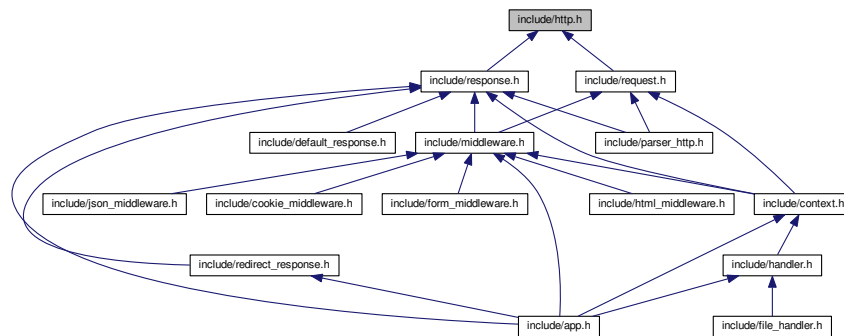 include/http.h
include/response.h
include/request.h
include/default_response.h
include/middleware.h
include/parser_http.h
include/json_middleware.h
include/cookie_middleware.h
include/form_middleware.h
include/html_middleware.h
include/context.h
include/redirect_response.h
include/handler.h
include/app.h
include/file_handler.h